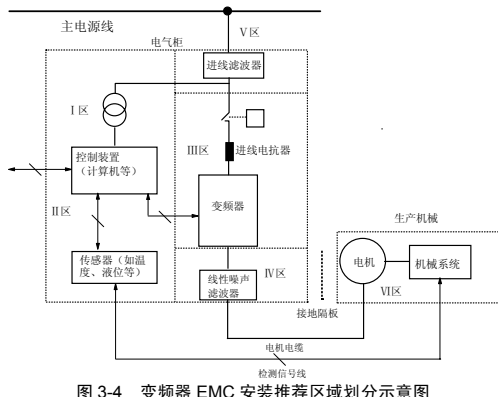 主电源线
V区
电气柜
进线滤波器
I区
III区
进线电抗器
控制装置
（计算机等）
变频器
II区
生产机械
传感器（如温
度、液位等）
线性噪声
滤波器
IV区
电机
机械系统
VI区
接地隔板
电机电缆
检测信号线
图 3-4 变频器 EMC 安装推荐区域划分示意图